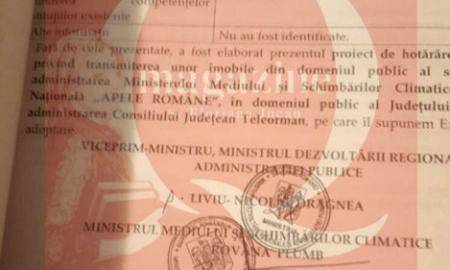 competențelor
instituțiilor existente
Alte informații Nu au fost identificate.
Față de cele prezentate, a fost elaborat prezentul proiect de hotărâre
privind transmiterea unor imobile din domeniul public al s
administrarea Ministerului Mediului și Schimbărilor Climatice
Națională „APELE ROMÂNE", în domeniul public al Județului
administrarea Consiliului Județean Teleorman, pe care îl supunem
adoptare.
VICEPRIM-MINISTRU, MINISTRUL DEZVOLTĂRII REGIONA
ADMINISTRAȚIEI PUBLICE
LIVIU- NICOLAE DRAGNEA
MINISTRUL MEDIULUI ȘI SCHIMBĂRILOR CLIMATICE
ROVANA PLUMB